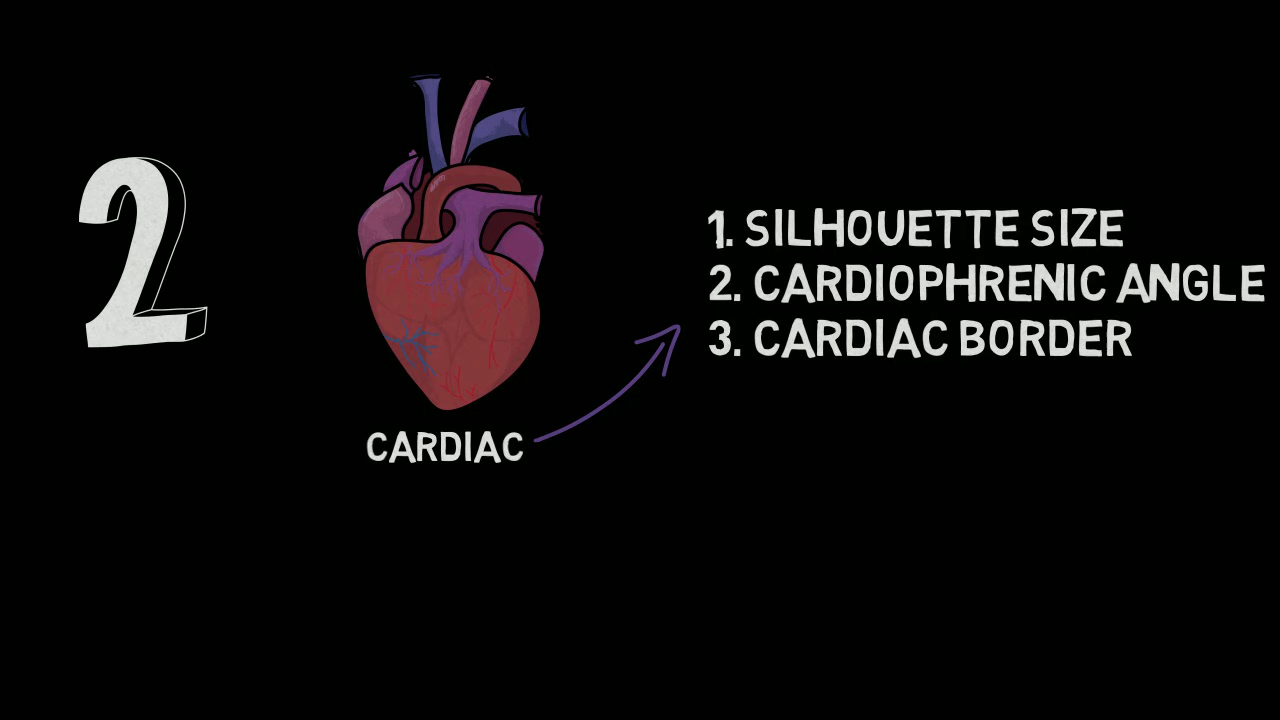 2
CARDIAC
1. SILHOUETTE SIZE
2. CARDIOPHRENIC ANGLE
3. CARDIAC BORDER